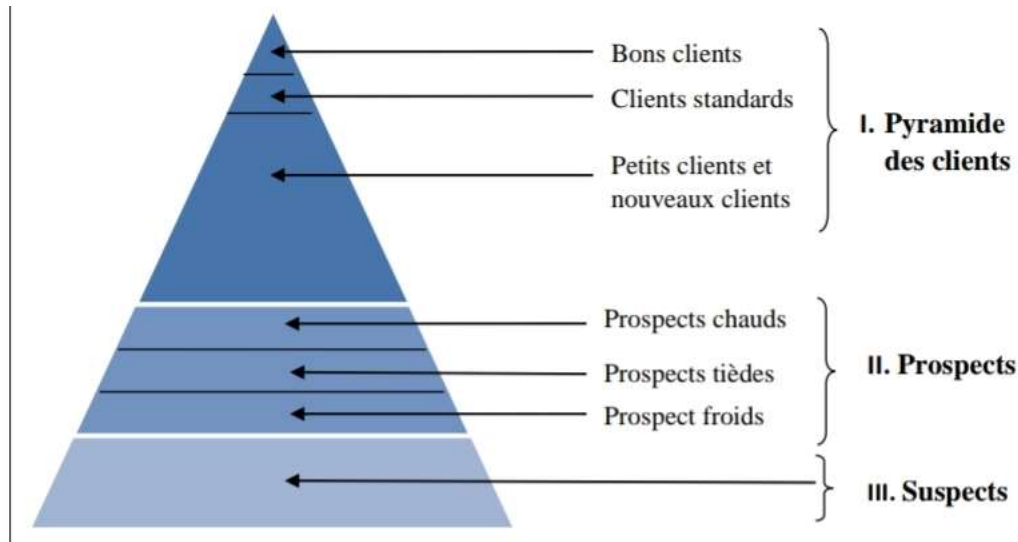 Bons clients
Clients standards
I. Pyramide
des clients
Petits clients et
nouveaux clients
Prospects chauds
Prospects tièdes
II. Prospects
Prospect froids
III. Suspects